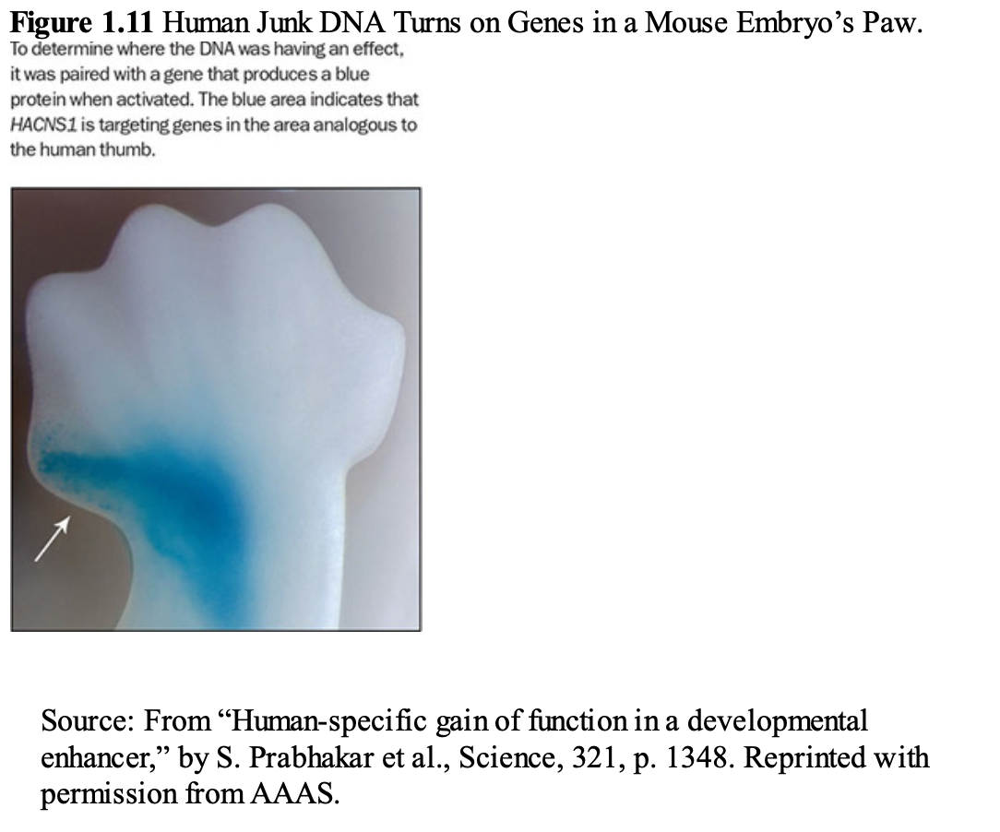 Figure 1.11 Human Junk DNA Turns on Genes in a Mouse Embryo’s Paw.
To determine where the DNA was having an effect,
it was paired with a gene that produces a blue
protein when activated. The blue area indicates that
HACNS1 is targeting genes in the area analogous to
the human thumb.
Source: From “Human-specific gain of function in a developmental
enhancer,” by S. Prabhakar et al., Science, 321, p. 1348. Reprinted with
permission from AAAS.